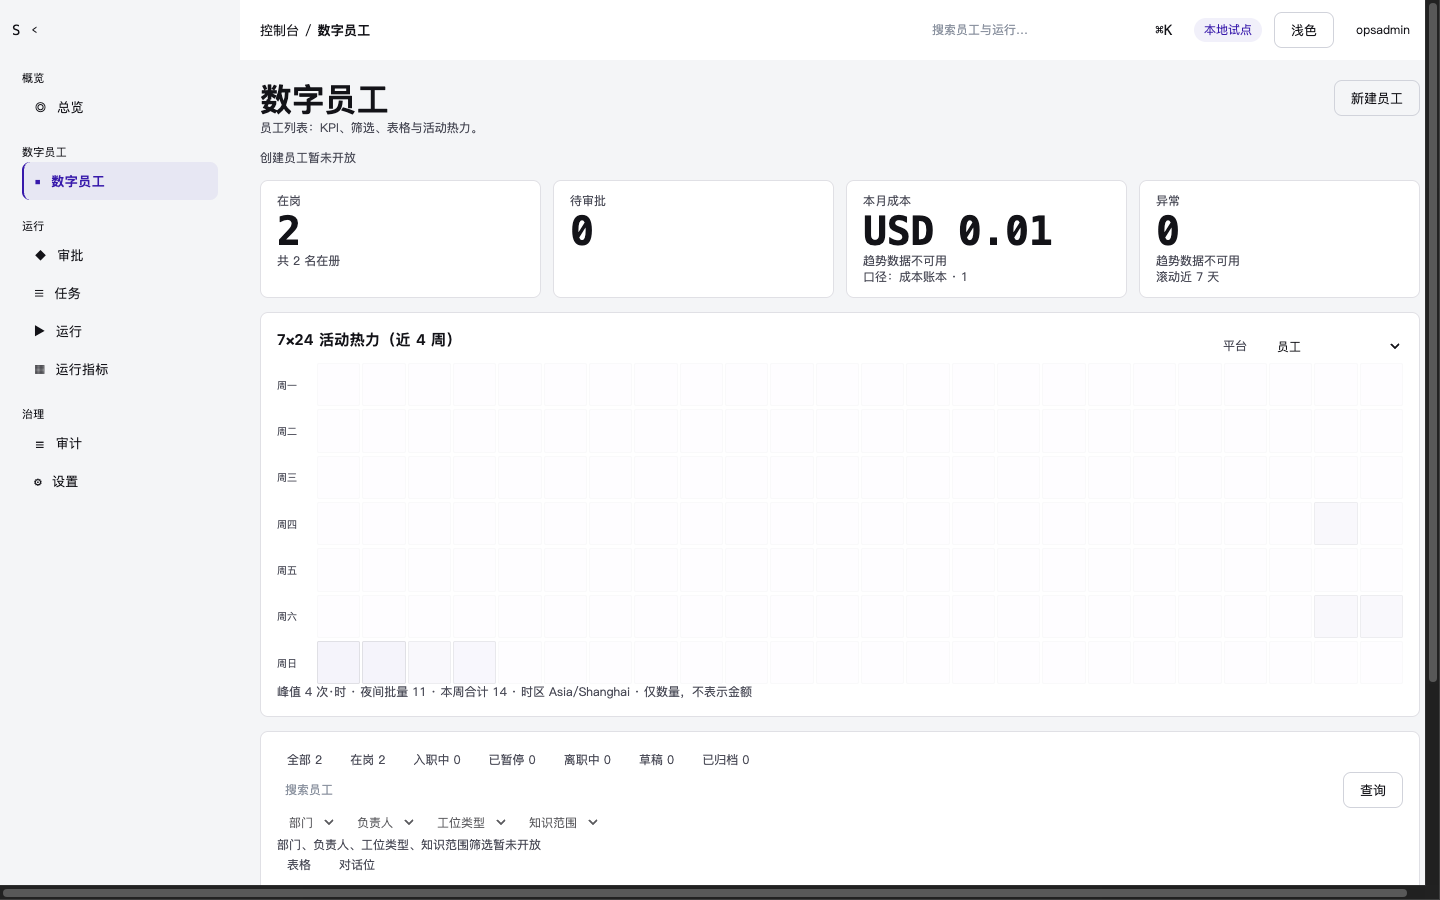 S <
控制台 / 数字员工
搜索员工与运行...
⌘K
本地试点
浅色
opsadmin
概览
总览
数字员工
数字员工
运行
审批
任务
运行
运行指标
治理
审计
设置
数字员工
新建员工
员工列表：KPI、筛选、表格与活动热力。
创建员工暂未开放
在岗
2
共 2 名在册
待审批
0
本月成本
USD 0.01
趋势数据不可用
口径：成本账本 · 1
异常
0
趋势数据不可用
滚动近 7 天
7×24 活动热力（近 4 周）
平台
员工
周一
周二
周三
周四
周五
周六
周日
峰值 4 次·时 · 夜间批量 11 · 本周合计 14 · 时区 Asia/Shanghai · 仅数量，不表示金额
全部 2 在岗 2 入职中 0 已暂停 0 离职中 0 草稿 0 已归档 0
搜索员工
查询
部门 负责人 工位类型 知识范围
部门、负责人、工位类型、知识范围筛选暂未开放
表格 对话位